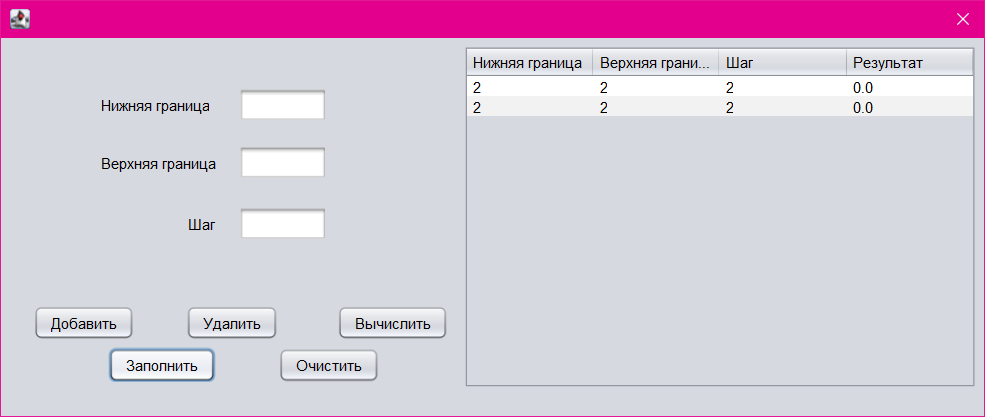 Нижняя граница
Верхняя граница
Шаг
Добавить Удалить Вычислить
Заполнить Очистить
Нижняя граница Верхняя грани... Шаг Результат
2 2 2 0.0
2 2 2 0.0